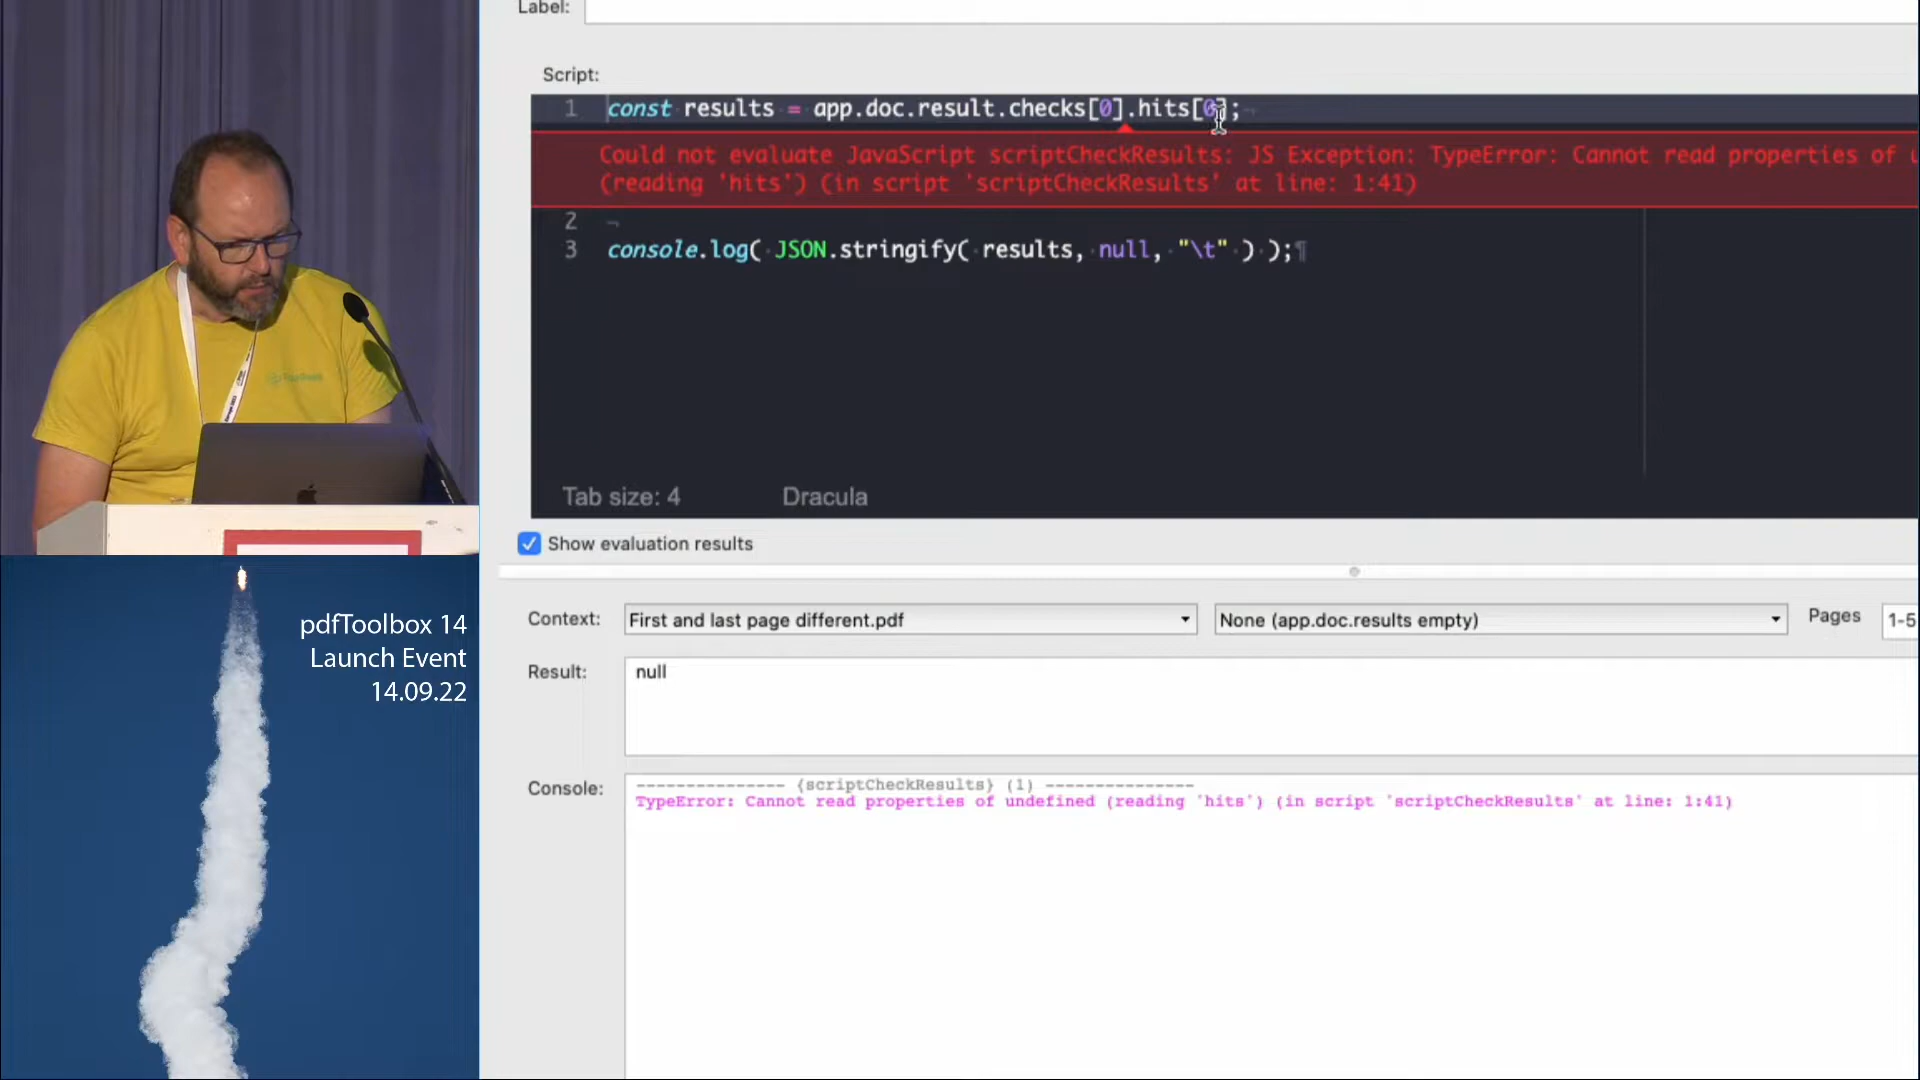 Label:
Script:
1 const results = app.doc.result.checks[0].hits[0];
Could not evaluate JavaScript scriptCheckResults: JS Exception: TypeError: Cannot read properties of
(reading 'hits') (in script 'scriptCheckResults' at line: 1:41)
2
3 console.log( JSON.stringify( results, null, "\t" ) );
Tab size: 4 Dracula
Show evaluation results
Context: First and last page different.pdf None (app.doc.results empty) Pages 1-5
Result: null
Console: --------------- {scriptCheckResults} (1) ---------------
TypeError: Cannot read properties of undefined (reading 'hits') (in script 'scriptCheckResults' at line: 1:41)
pdfToolbox 14
Launch Event
14.09.22